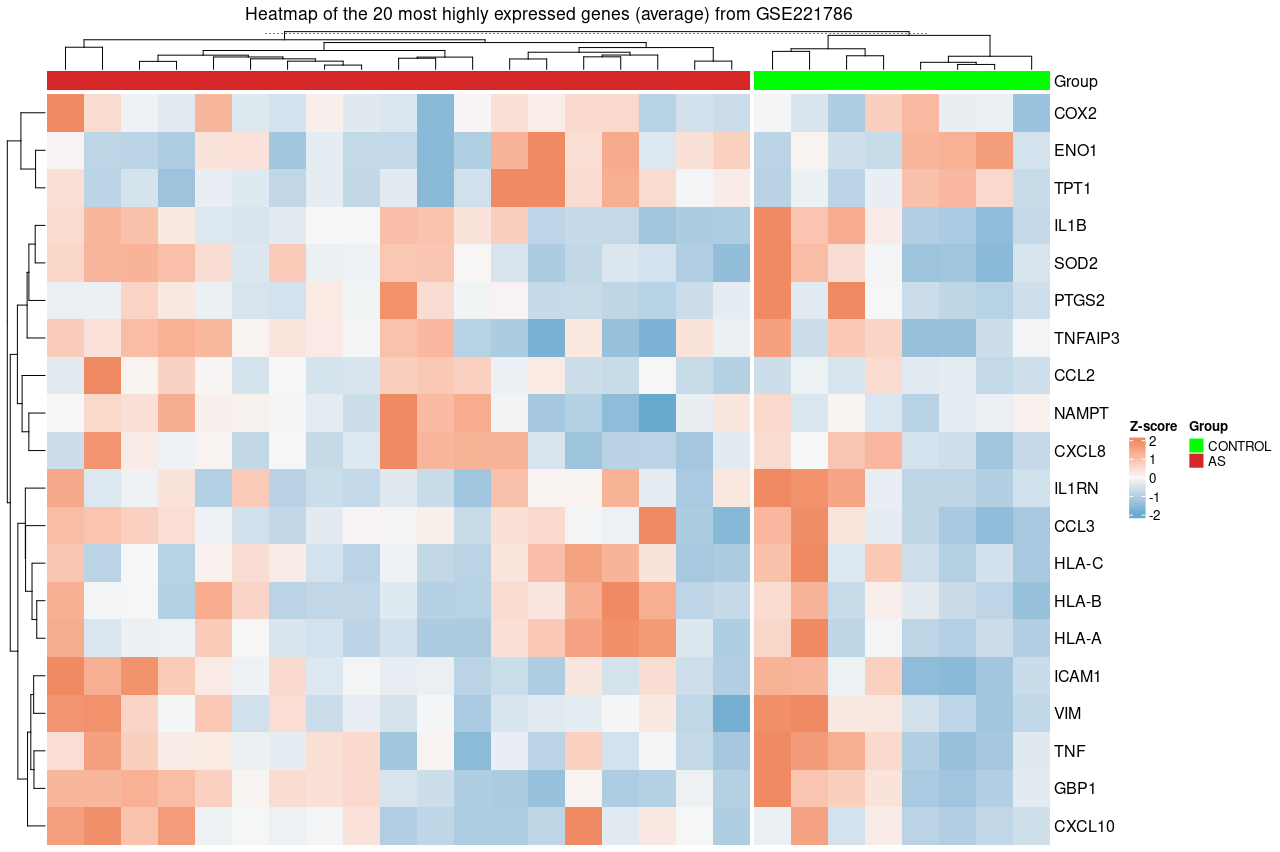 Heatmap of the 20 most highly expressed genes (average) from GSE221786
Group
COX2
ENO1
TPT1
IL1B
SOD2
PTGS2
TNFAIP3
CCL2
NAMPT
CXCL8
IL1RN
CCL3
HLA-C
HLA-B
HLA-A
ICAM1
VIM
TNF
GBP1
CXCL10
Z-score
2
1
0
-1
-2
Group
CONTROL
AS